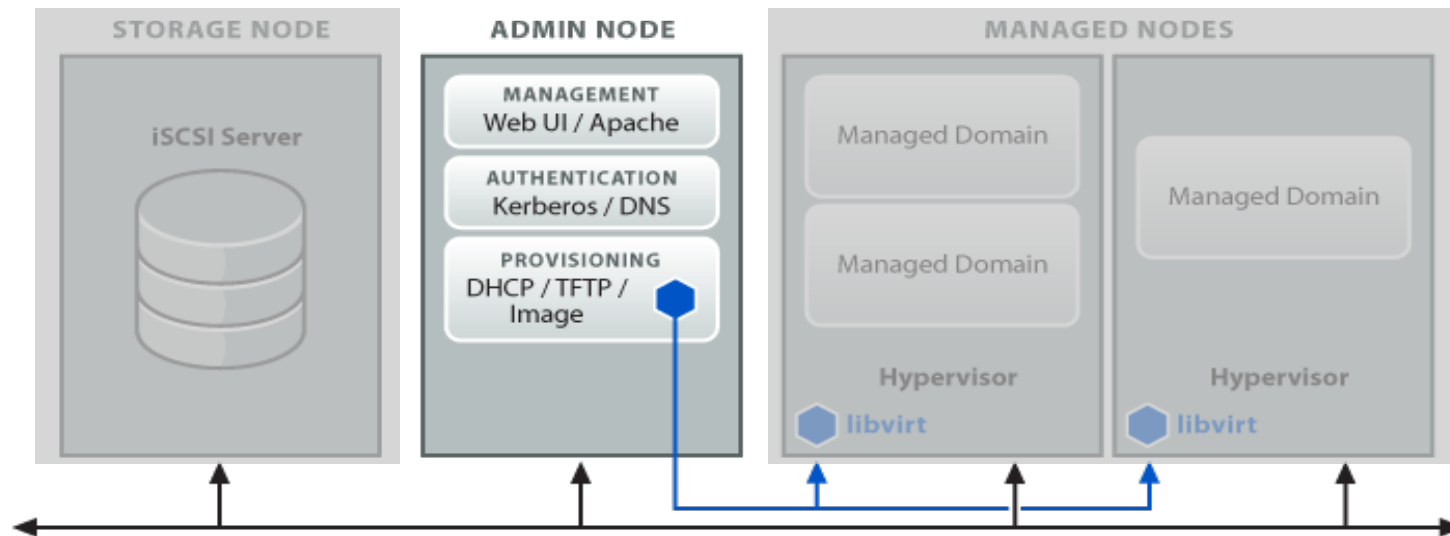 STORAGE NODE
iSCSI Server
ADMIN NODE
MANAGEMENT
Web UI / Apache
AUTHENTICATION
Kerberos / DNS
PROVISIONING
DHCP / TFTP /
Image
MANAGED NODES
Managed Domain
Managed Domain
Hypervisor
libvirt
Managed Domain
Hypervisor
libvirt